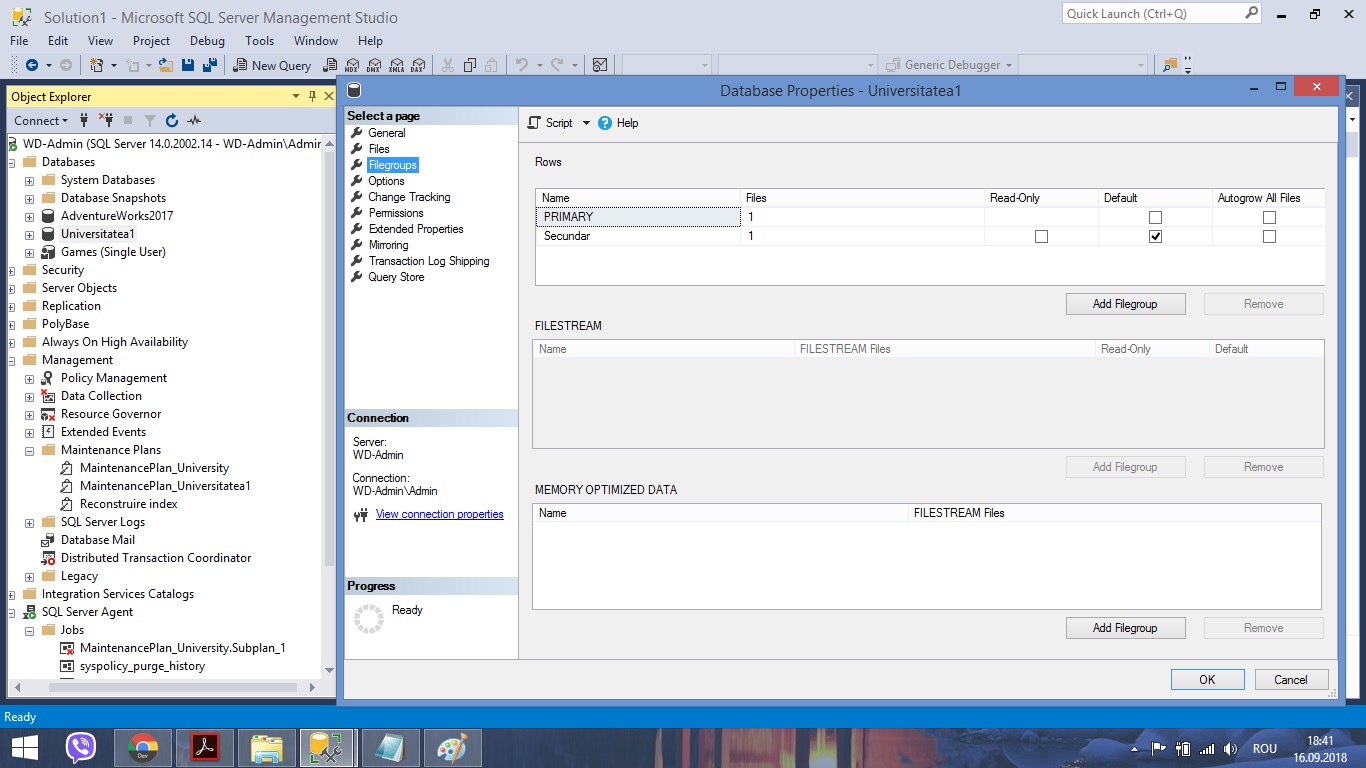 Solution1 - Microsoft SQL Server Management Studio
Quick Launch (Ctrl+Q)
File Edit View Project Debug Tools Window Help
New Query
MDX DMX XMLA DAX
Generic Debugger
Object Explorer
Connect
WD-Admin (SQL Server 14.0.2002.14 - WD-Admin\Admir
Databases
System Databases
Database Snapshots
AdventureWorks2017
Universitatea1
Games (Single User)
Security
Server Objects
Replication
PolyBase
Always On High Availability
Management
Policy Management
Data Collection
Resource Governor
Extended Events
Maintenance Plans
MaintenancePlan_University
MaintenancePlan_Universitatea1
Reconstruire index
SQL Server Logs
Database Mail
Distributed Transaction Coordinator
Legacy
Integration Services Catalogs
SQL Server Agent
Jobs
MaintenancePlan_University.Subplan_1
syspolicy_purge_history
Database Properties - Universitatea1
Select a page
General
Files
Filegroups
Options
Change Tracking
Permissions
Extended Properties
Mirroring
Transaction Log Shipping
Query Store
Connection
Server:
WD-Admin
Connection:
WD-Admin\Admin
View connection properties
Progress
Ready
Script Help
Rows
Name Files Read-Only Default Autogrow All Files
PRIMARY 1
Secundar 1
Add Filegroup Remove
FILESTREAM
Name FILESTREAM Files Read-Only Default
Add Filegroup Remove
MEMORY OPTIMIZED DATA
Name FILESTREAM Files
Add Filegroup Remove
OK Cancel
Ready
Dev
ROU
18:41
16.09.2018